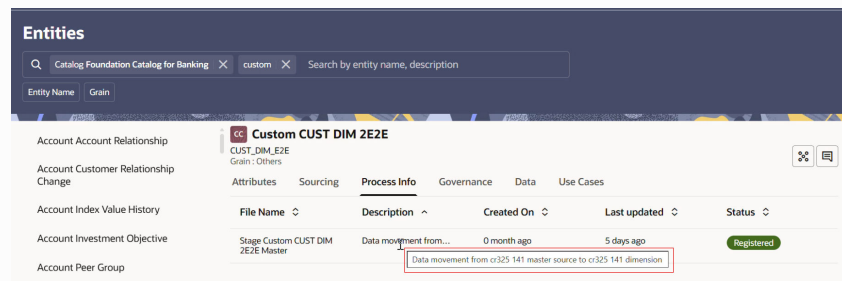 Entities
Catalog Foundation Catalog for Banking custom Search by entity name, description
Entity Name Grain
Account Account Relationship
Account Customer Relationship
Change
Account Index Value History
Account Investment Objective
Account Peer Group
CC Custom CUST DIM 2E2E
CUST_DIM_E2E
Grain : Others
Attributes Sourcing Process Info Governance Data Use Cases
File Name Description Created On Last updated Status
Stage Custom CUST DIM Data movement from... 0 month ago 5 days ago Registered
2E2E Master
Data movement from cr325 141 master source to cr325 141 dimension